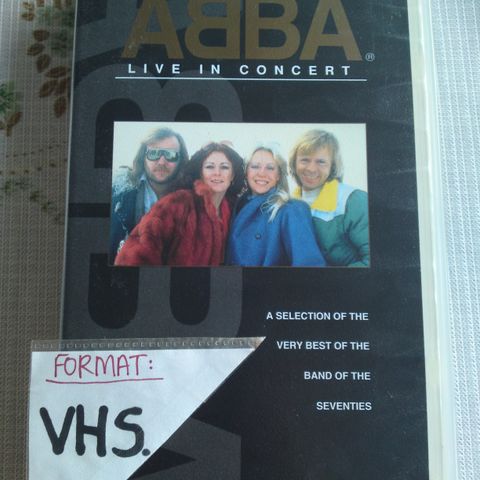 ABBA®
LIVE IN CONCERT
A SELECTION OF THE
VERY BEST OF THE
BAND OF THE
SEVENTIES
FORMAT:
VHS.